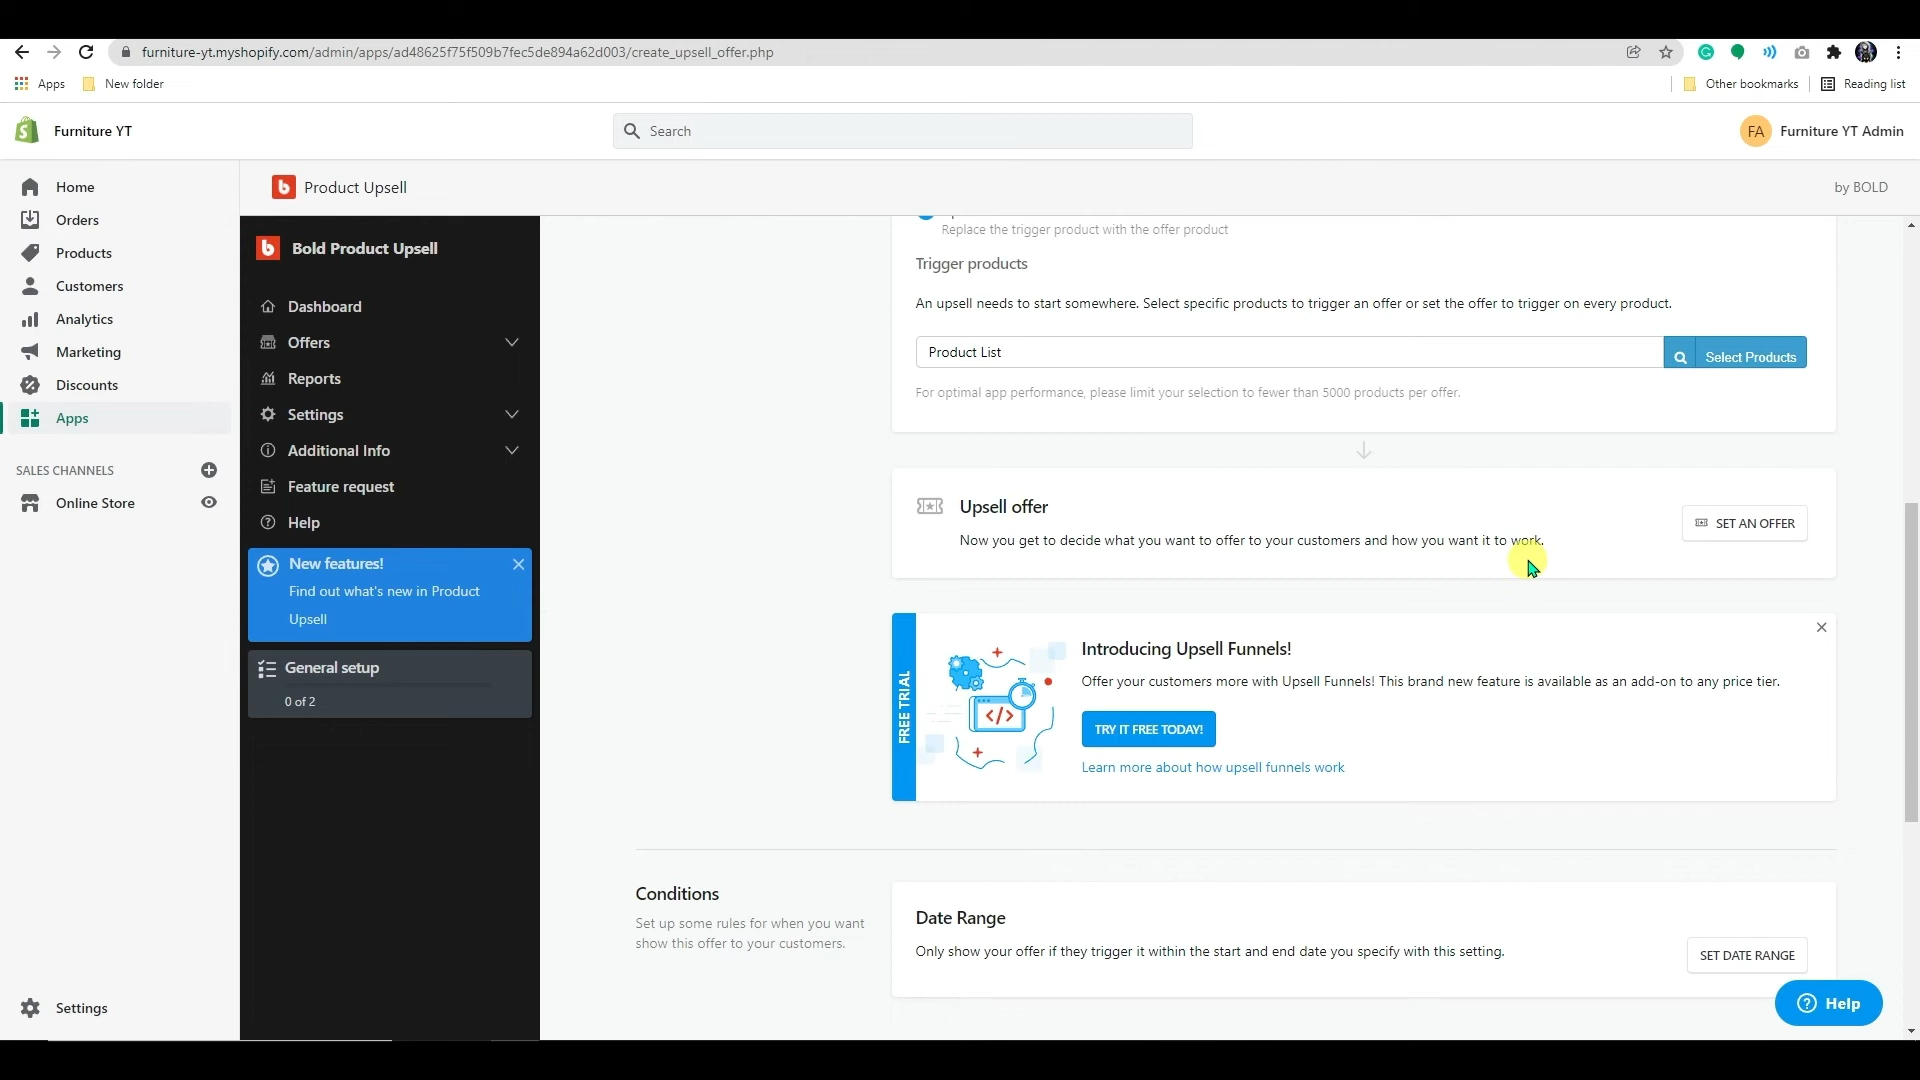 furniture-yt.myshopify.com/admin/apps/ad48625f75f509b7fec5de894a62d003/create_upsell_offer.php
Apps
New folder
Other bookmarks
Reading list
Furniture YT
Search
FA
Furniture YT Admin
Home
Orders
Products
Customers
Analytics
Marketing
Discounts
Apps
SALES CHANNELS
Online Store
Settings
Product Upsell
by BOLD
Bold Product Upsell
Dashboard
Offers
Reports
Settings
Additional Info
Feature request
Help
New features!
Find out what's new in Product
Upsell
General setup
0 of 2
Replace the trigger product with the offer product
Trigger products
An upsell needs to start somewhere. Select specific products to trigger an offer or set the offer to trigger on every product.
Product List
Select Products
For optimal app performance, please limit your selection to fewer than 5000 products per offer.
Upsell offer
Now you get to decide what you want to offer to your customers and how you want it to work.
SET AN OFFER
FREE TRIAL
Introducing Upsell Funnels!
Offer your customers more with Upsell Funnels! This brand new feature is available as an add-on to any price tier.
TRY IT FREE TODAY!
Learn more about how upsell funnels work
Conditions
Set up some rules for when you want
show this offer to your customers.
Date Range
Only show your offer if they trigger it within the start and end date you specify with this setting.
SET DATE RANGE
Help